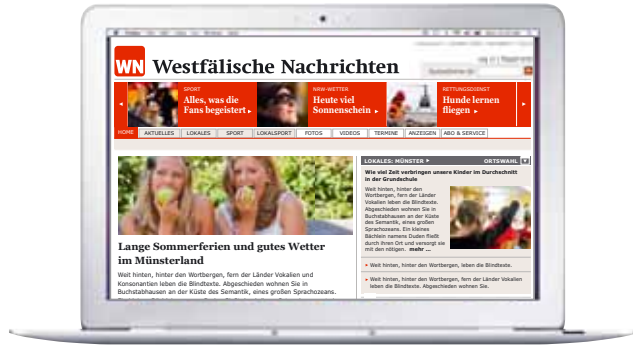 WN Westfälische Nachrichten
SPORT
Alles, was die
Fans begeistert ▸
NRW-WETTER
Heute viel
Sonnenschein ▸
RETTUNGSDIENST
Hunde lernen
fliegen ▸
HOME AKTUELLES LOKALES SPORT LOKALSPORT FOTOS VIDEOS TERMINE ANZEIGEN ABO & SERVICE
Lange Sommerferien und gutes Wetter
im Münsterland
Weit hinten, hinter den Wortbergen, fern der Länder Vokalien und
Konsonantien leben die Blindtexte. Abgeschieden wohnen Sie in
Buchstabhausen an der Küste des Semantik, eines großen Sprachozeans.
LOKALES: MÜNSTER ▸ ORTSWAHL
Wie viel Zeit verbringen unsere Kinder im Durchschnitt
in der Grundschule
Weit hinten, hinter den
Wortbergen, fern der Länder
Vokalien leben die Blindtexte.
Abgeschieden wohnen Sie in
Buchstabhausen an der Küste
des Semantik, eines großen
Sprachozeans. Ein kleines
Bächlein namens Duden fließt
durch ihren Ort und versorgt sie
mit den nötigen. mehr ...
▸ Weit hinten, hinter den Wortbergen, leben die Blindtexte.
▸ Weit hinten, hinter den Wortbergen, fern der Länder Vokalien
leben die Blindtexte. Abgeschieden wohnen Sie.